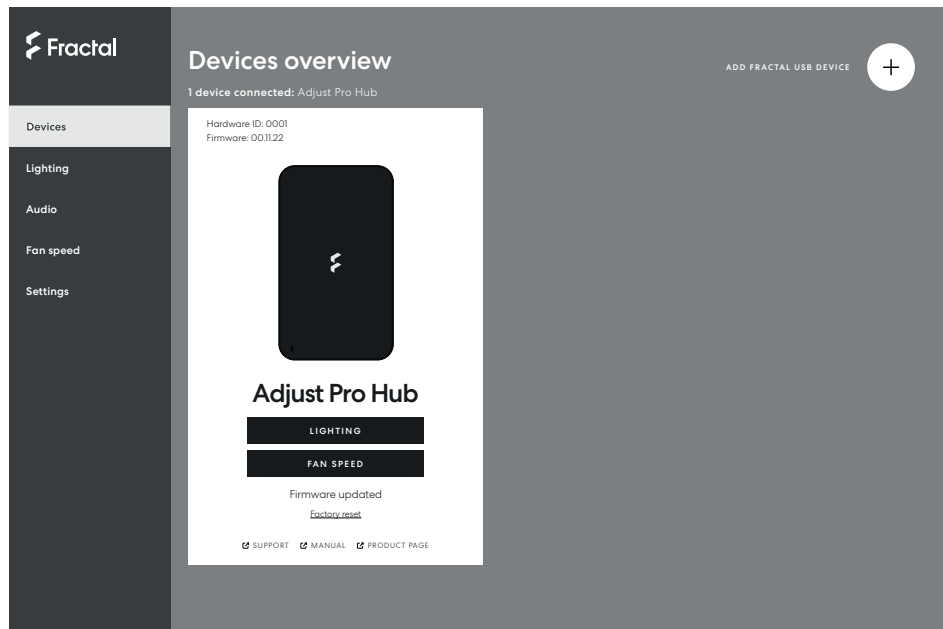 Fractal
Devices
Lighting
Audio
Fan speed
Settings
Devices overview
ADD FRACTAL USB DEVICE
1 device connected: Adjust Pro Hub
Hardware ID: 0001
Firmware: 00.11.22
Adjust Pro Hub
LIGHTING
FAN SPEED
Firmware updated
Factory reset
SUPPORT MANUAL PRODUCT PAGE